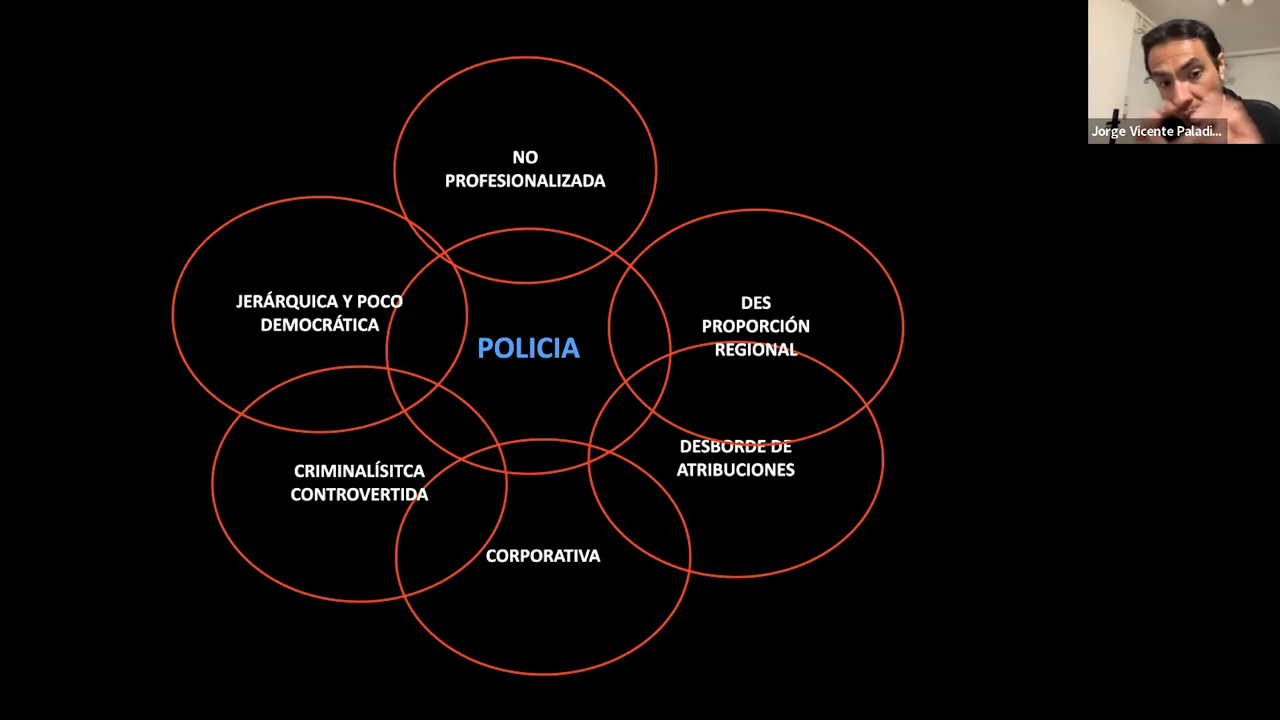 Jorge Vicente Paladi...
NO
PROFESIONALIZADA
JERÁRQUICA Y POCO
DEMOCRÁTICA
DES
PROPORCIÓN
REGIONAL
POLICIA
DESBORDE DE
ATRIBUCIONES
CRIMINALÍSITCA
CONTROVERTIDA
CORPORATIVA